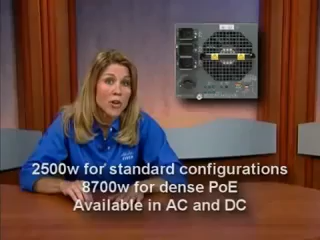 2500w for standard configurations
8700w for dense PoE
Available in AC and DC